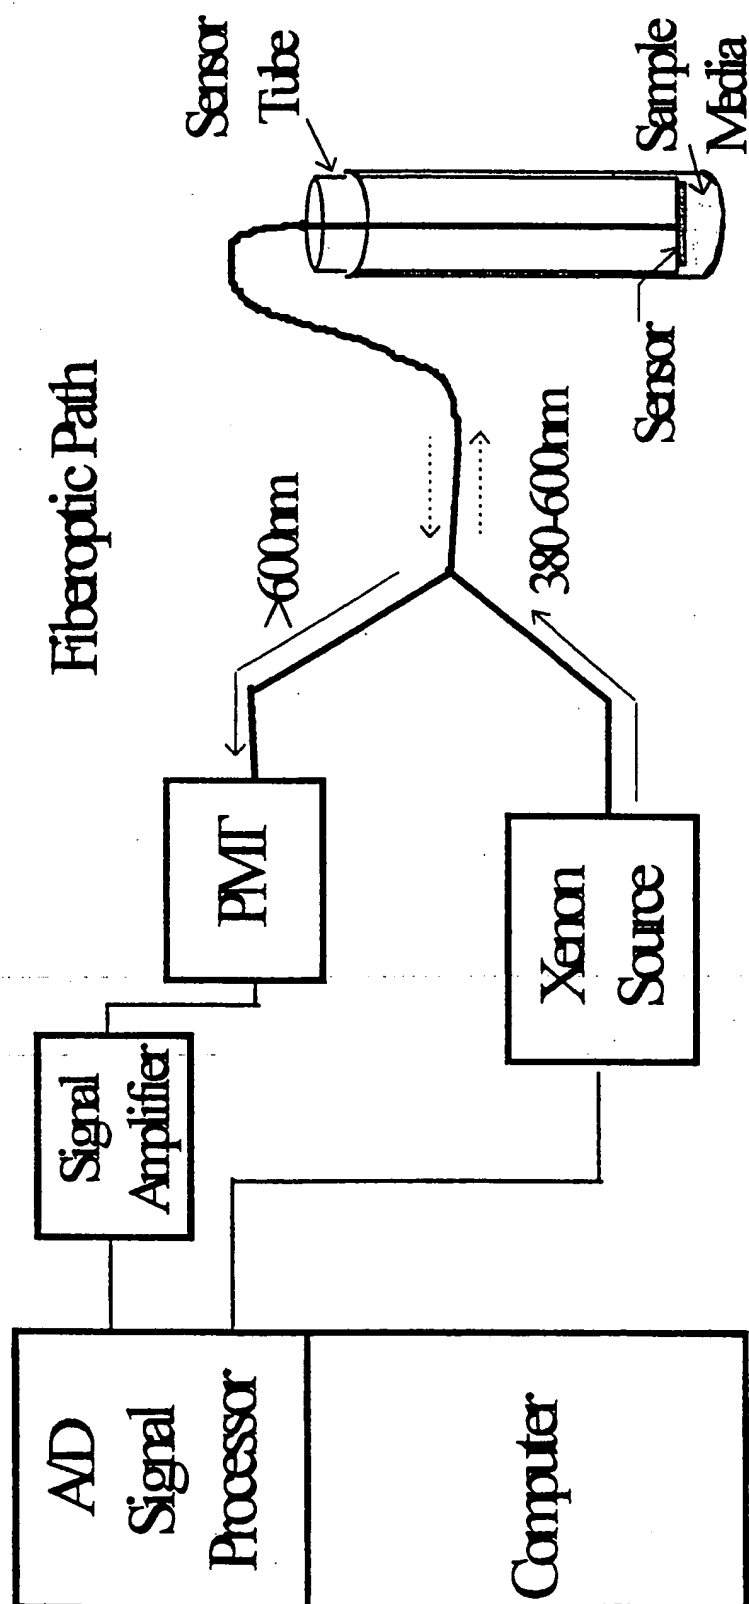 Fiberoptic Path
Sensor
Tube
>600nm
380-600nm
Sensor
Sample
Media
PMT
Xenon
Source
Signal
Amplifier
A/D
Signal
Processor
Computer